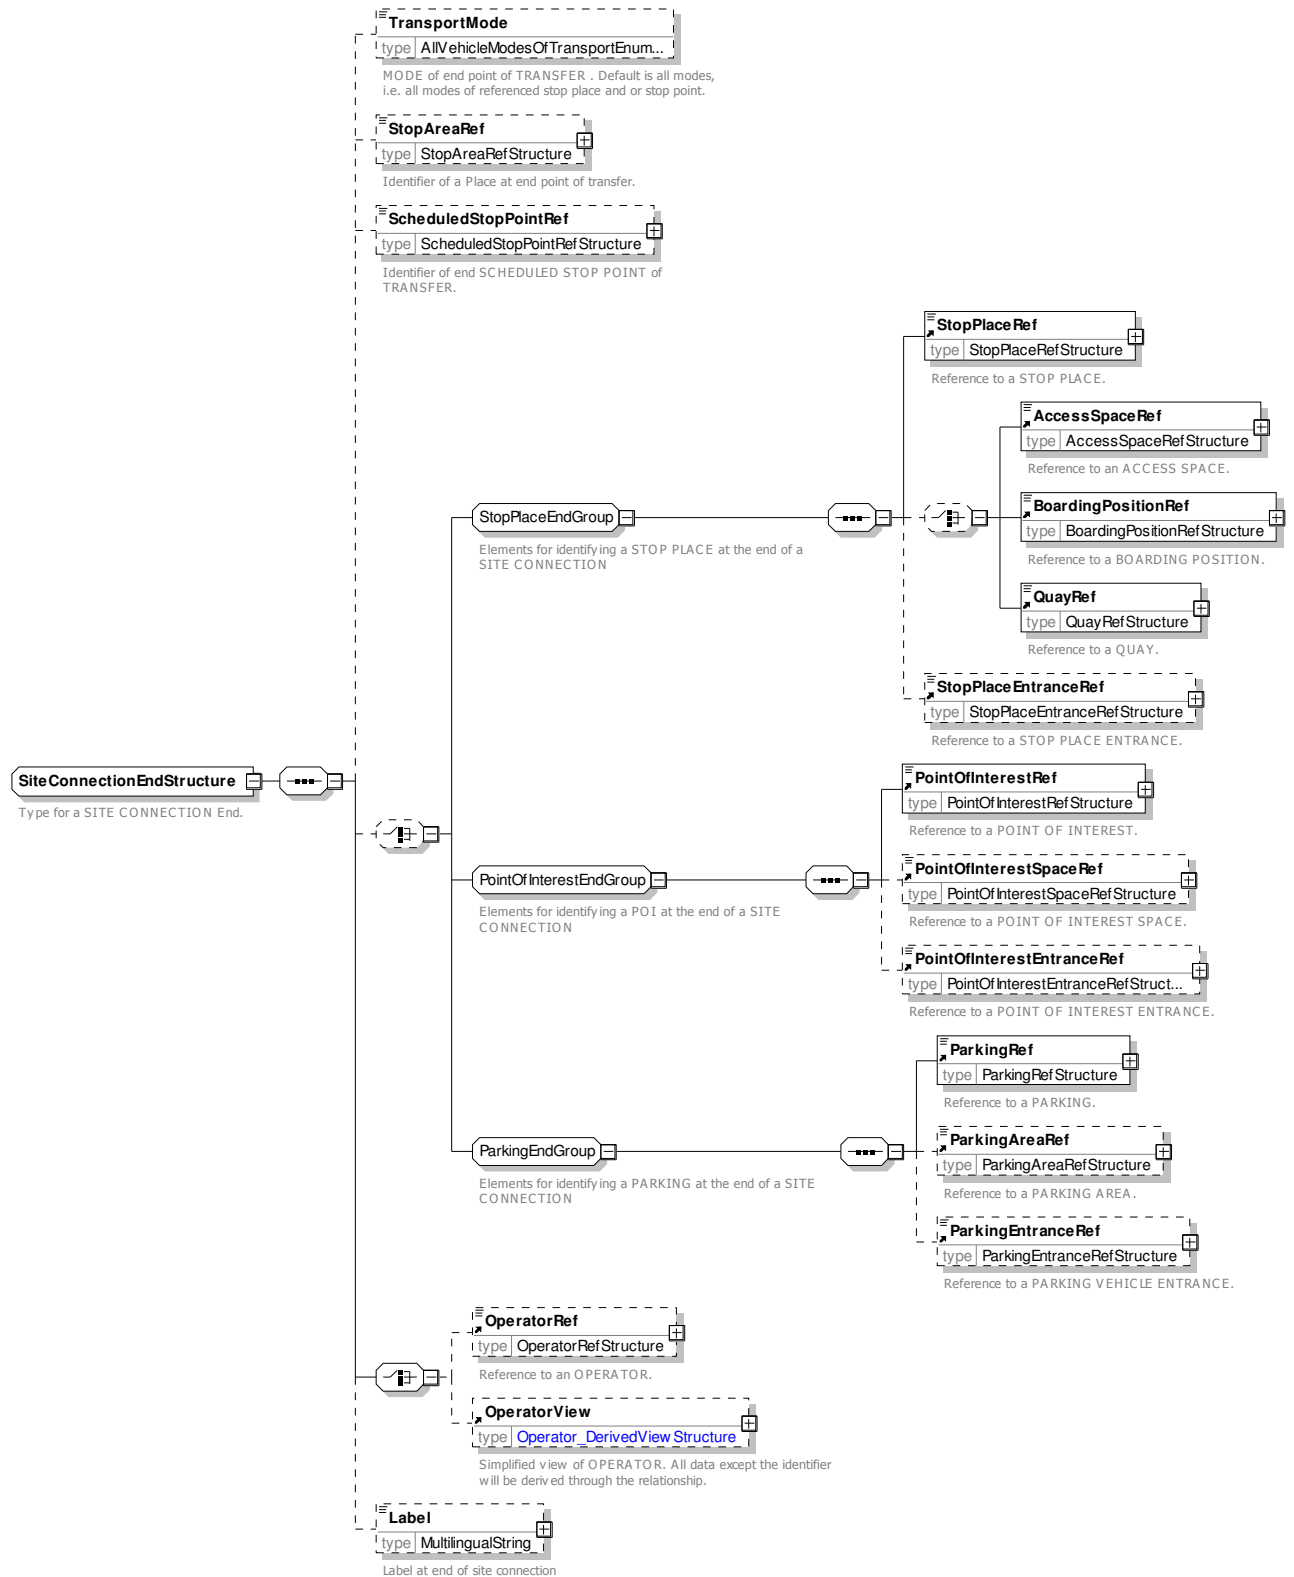 TransportMode
type AllVehicleModesOfTransportEnum...
MODE of end point of TRANSFER . Default is all modes,
i.e. all modes of referenced stop place and or stop point.
StopAreaRef
type StopAreaRefStructure
Identifier of a Place at end point of transfer.
ScheduledStopPointRef
type ScheduledStopPointRefStructure
Identifier of end SCHEDULED STOP POINT of
TRANSFER.
StopPlaceRef
type StopPlaceRefStructure
Reference to a STOP PLACE.
AccessSpaceRef
type AccessSpaceRefStructure
Reference to an ACCESS SPACE.
BoardingPositionRef
type BoardingPositionRefStructure
Reference to a BOARDING POSITION.
StopPlaceEndGroup
Elements for identifying a STOP PLACE at the end of a
SITE CONNECTION
QuayRef
type QuayRefStructure
Reference to a QUAY.
StopPlaceEntranceRef
type StopPlaceEntranceRefStructure
Reference to a STOP PLACE ENTRANCE.
SiteConnectionEndStructure
Type for a SITE CONNECTION End.
PointOfInterestRef
type PointOfInterestRefStructure
Reference to a POINT OF INTEREST.
PointOfInterestEndGroup
Elements for identifying a POI at the end of a SITE
CONNECTION
PointOfInterestSpaceRef
type PointOfInterestSpaceRefStructure
Reference to a POINT OF INTEREST SPACE.
PointOfInterestEntranceRef
type PointOfInterestEntranceRefStruct...
Reference to a POINT OF INTEREST ENTRANCE.
ParkingRef
type ParkingRefStructure
Reference to a PARKING.
ParkingEndGroup
Elements for identifying a PARKING at the end of a SITE
CONNECTION
ParkingAreaRef
type ParkingAreaRefStructure
Reference to a PARKING AREA.
ParkingEntranceRef
type ParkingEntranceRefStructure
Reference to a PARKING VEHICLE ENTRANCE.
OperatorRef
type OperatorRefStructure
Reference to an OPERATOR.
OperatorView
type Operator_DerivedViewStructure
Simplified view of OPERATOR. All data except the identifier
will be derived through the relationship.
Label
type MultilingualString
Label at end of site connection